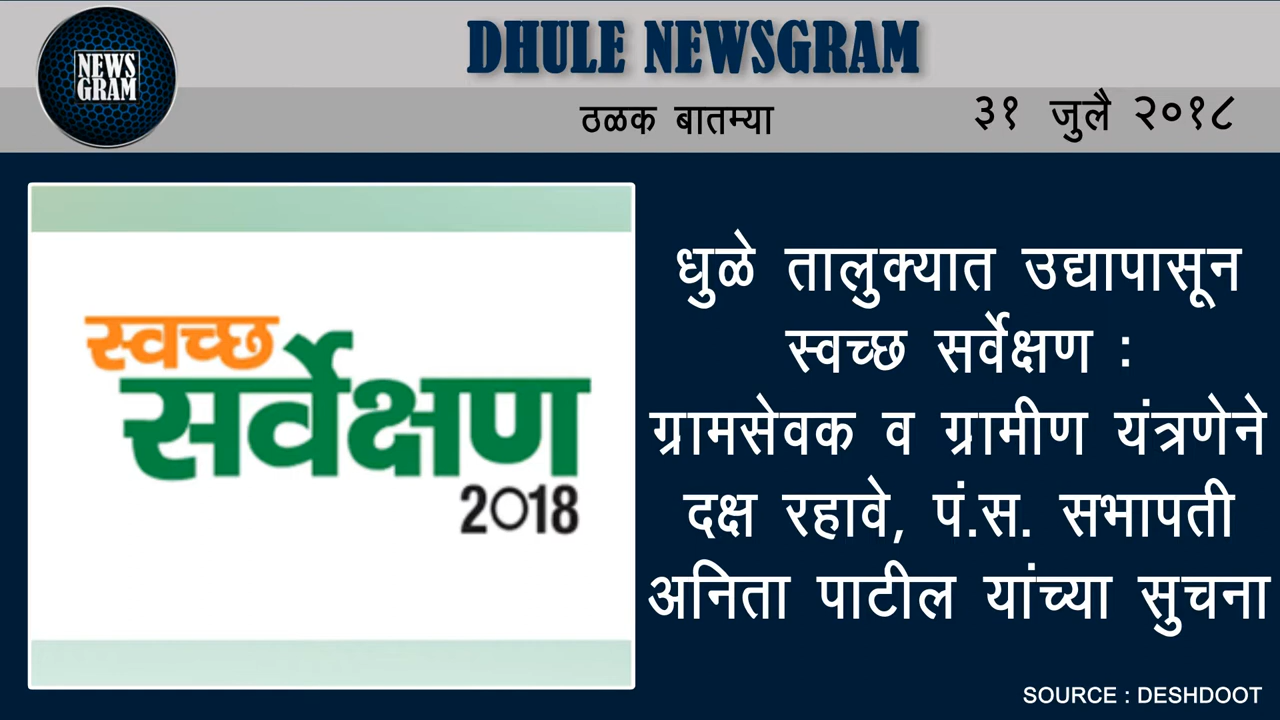 NEWS
GRAM
DHULE NEWSGRAM
ठळक बातम्या
३१ जुलै २०१८
स्वच्छ
सर्वेक्षण
2018
धुळे तालुक्यात उद्यापासून
स्वच्छ सर्वेक्षण :
ग्रामसेवक व ग्रामीण यंत्रणेने
दक्ष रहावे, पं.स. सभापती
अनिता पाटील यांच्या सुचना
SOURCE : DESHDOOT